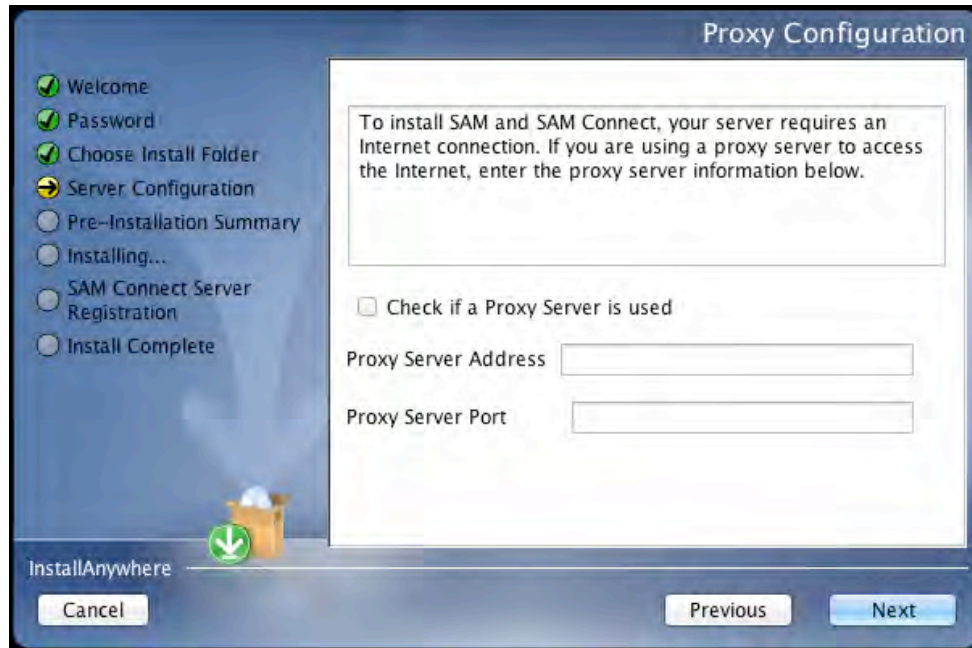 Proxy Configuration
Welcome
Password
Choose Install Folder
Server Configuration
Pre-Installation Summary
Installing...
SAM Connect Server
Registration
Install Complete
To install SAM and SAM Connect, your server requires an
Internet connection. If you are using a proxy server to access
the Internet, enter the proxy server information below.
Check if a Proxy Server is used
Proxy Server Address
Proxy Server Port
InstallAnywhere
Cancel
Previous
Next